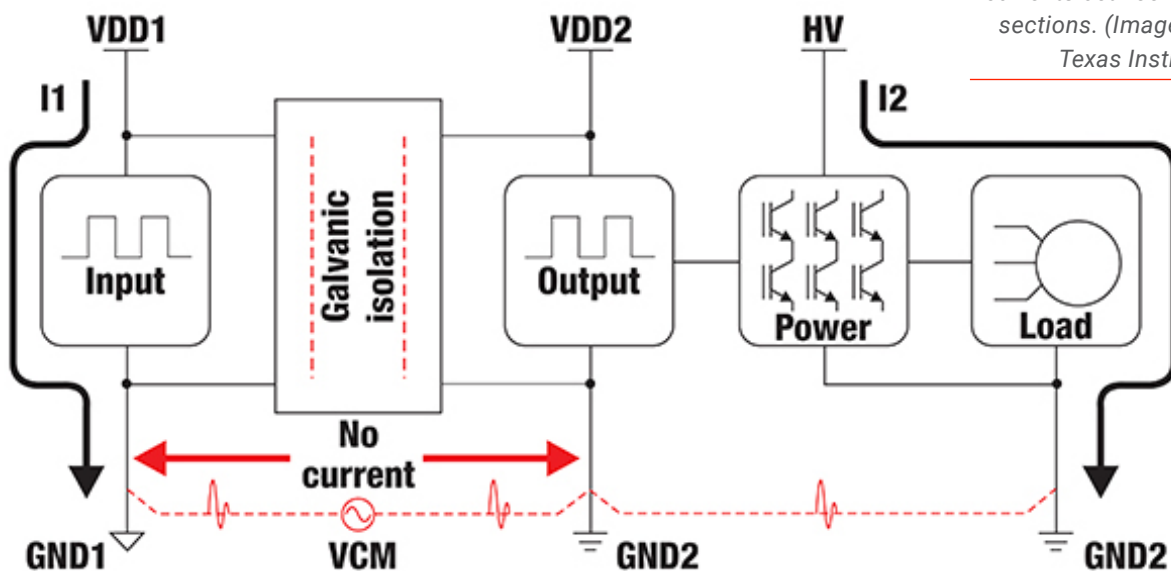 sections. (Image
Texas Insti
VDD1
VDD2
HV
I1
I2
Galvanic
isolation
Input
Output
Power
Load
No
current
GND1
VCM
GND2
GND2